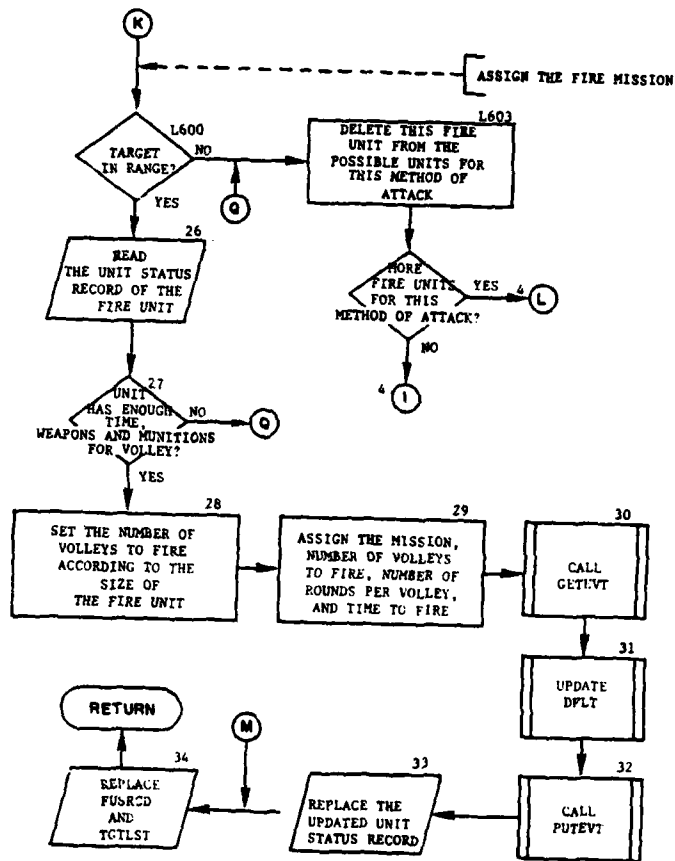 K
ASSIGN THE FIRE MISSION
L600
TARGET
IN RANGE?
NO
YES
Q
L603
DELETE THIS FIRE
UNIT FROM THE
POSSIBLE UNITS FOR
THIS METHOD OF
ATTACK
26
READ
THE UNIT STATUS
RECORD OF THE
FIRE UNIT
MORE
FIRE UNITS
FOR THIS
METHOD OF ATTACK?
YES
4
L
NO
4
I
27
UNIT
HAS ENOUGH
TIME,
WEAPONS AND MUNITIONS
FOR VOLLEY?
NO
Q
YES
28
SET THE NUMBER OF
VOLLEYS TO FIRE
ACCORDING TO THE
SIZE OF
THE FIRE UNIT
29
ASSIGN THE MISSION,
NUMBER OF VOLLEYS
TO FIRE, NUMBER OF
ROUNDS PER VOLLEY,
AND TIME TO FIRE
30
CALL
GETEVT
31
UPDATE
DFLT
32
CALL
PUTEVT
33
REPLACE THE
UPDATED UNIT
STATUS RECORD
M
34
REPLACE
FUSRCD
AND
TGTLST
RETURN